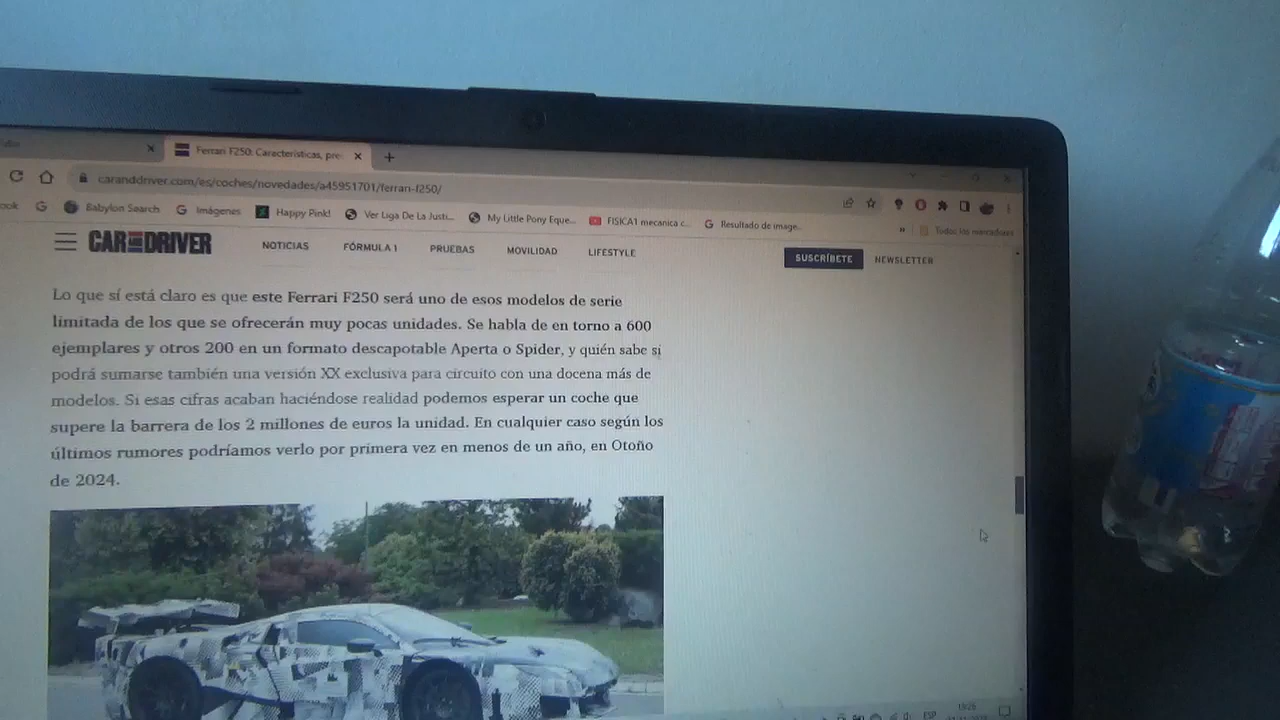 Ferrari F250: Características, pre
caranddriver.com/es/coches/novedades/a45951701/ferrari-f250/
ook
Babylon Search
Imágenes
Happy Pink!
Ver Liga De La Justi...
My Little Pony Eque...
FISICA1 mecanica c...
Resultado de image...
»
Todos los marcadores
CAR AND DRIVER
NOTICIAS
FÓRMULA 1
PRUEBAS
MOVILIDAD
LIFESTYLE
SUSCRÍBETE
NEWSLETTER
Lo que sí está claro es que este Ferrari F250 será uno de esos modelos de serie
limitada de los que se ofrecerán muy pocas unidades. Se habla de en torno a 600
ejemplares y otros 200 en un formato descapotable Aperta o Spider, y quién sabe si
podrá sumarse también una versión XX exclusiva para circuito con una docena más de
modelos. Si esas cifras acaban haciéndose realidad podemos esperar un coche que
supere la barrera de los 2 millones de euros la unidad. En cualquier caso según los
últimos rumores podríamos verlo por primera vez en menos de un año, en Otoño
de 2024.